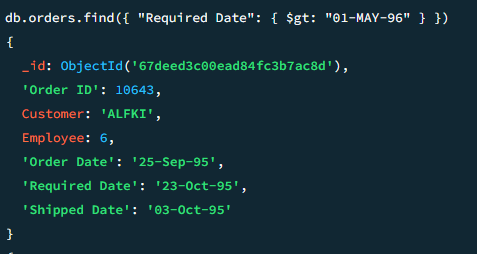 db.orders.find({ "Required Date": { $gt: "01-MAY-96" } })
{
_id: ObjectId('67deed3c00ead84fc3b7ac8d'),
'Order ID': 10643,
Customer: 'ALFKI',
Employee: 6,
'Order Date': '25-Sep-95',
'Required Date': '23-Oct-95',
'Shipped Date': '03-Oct-95'
}